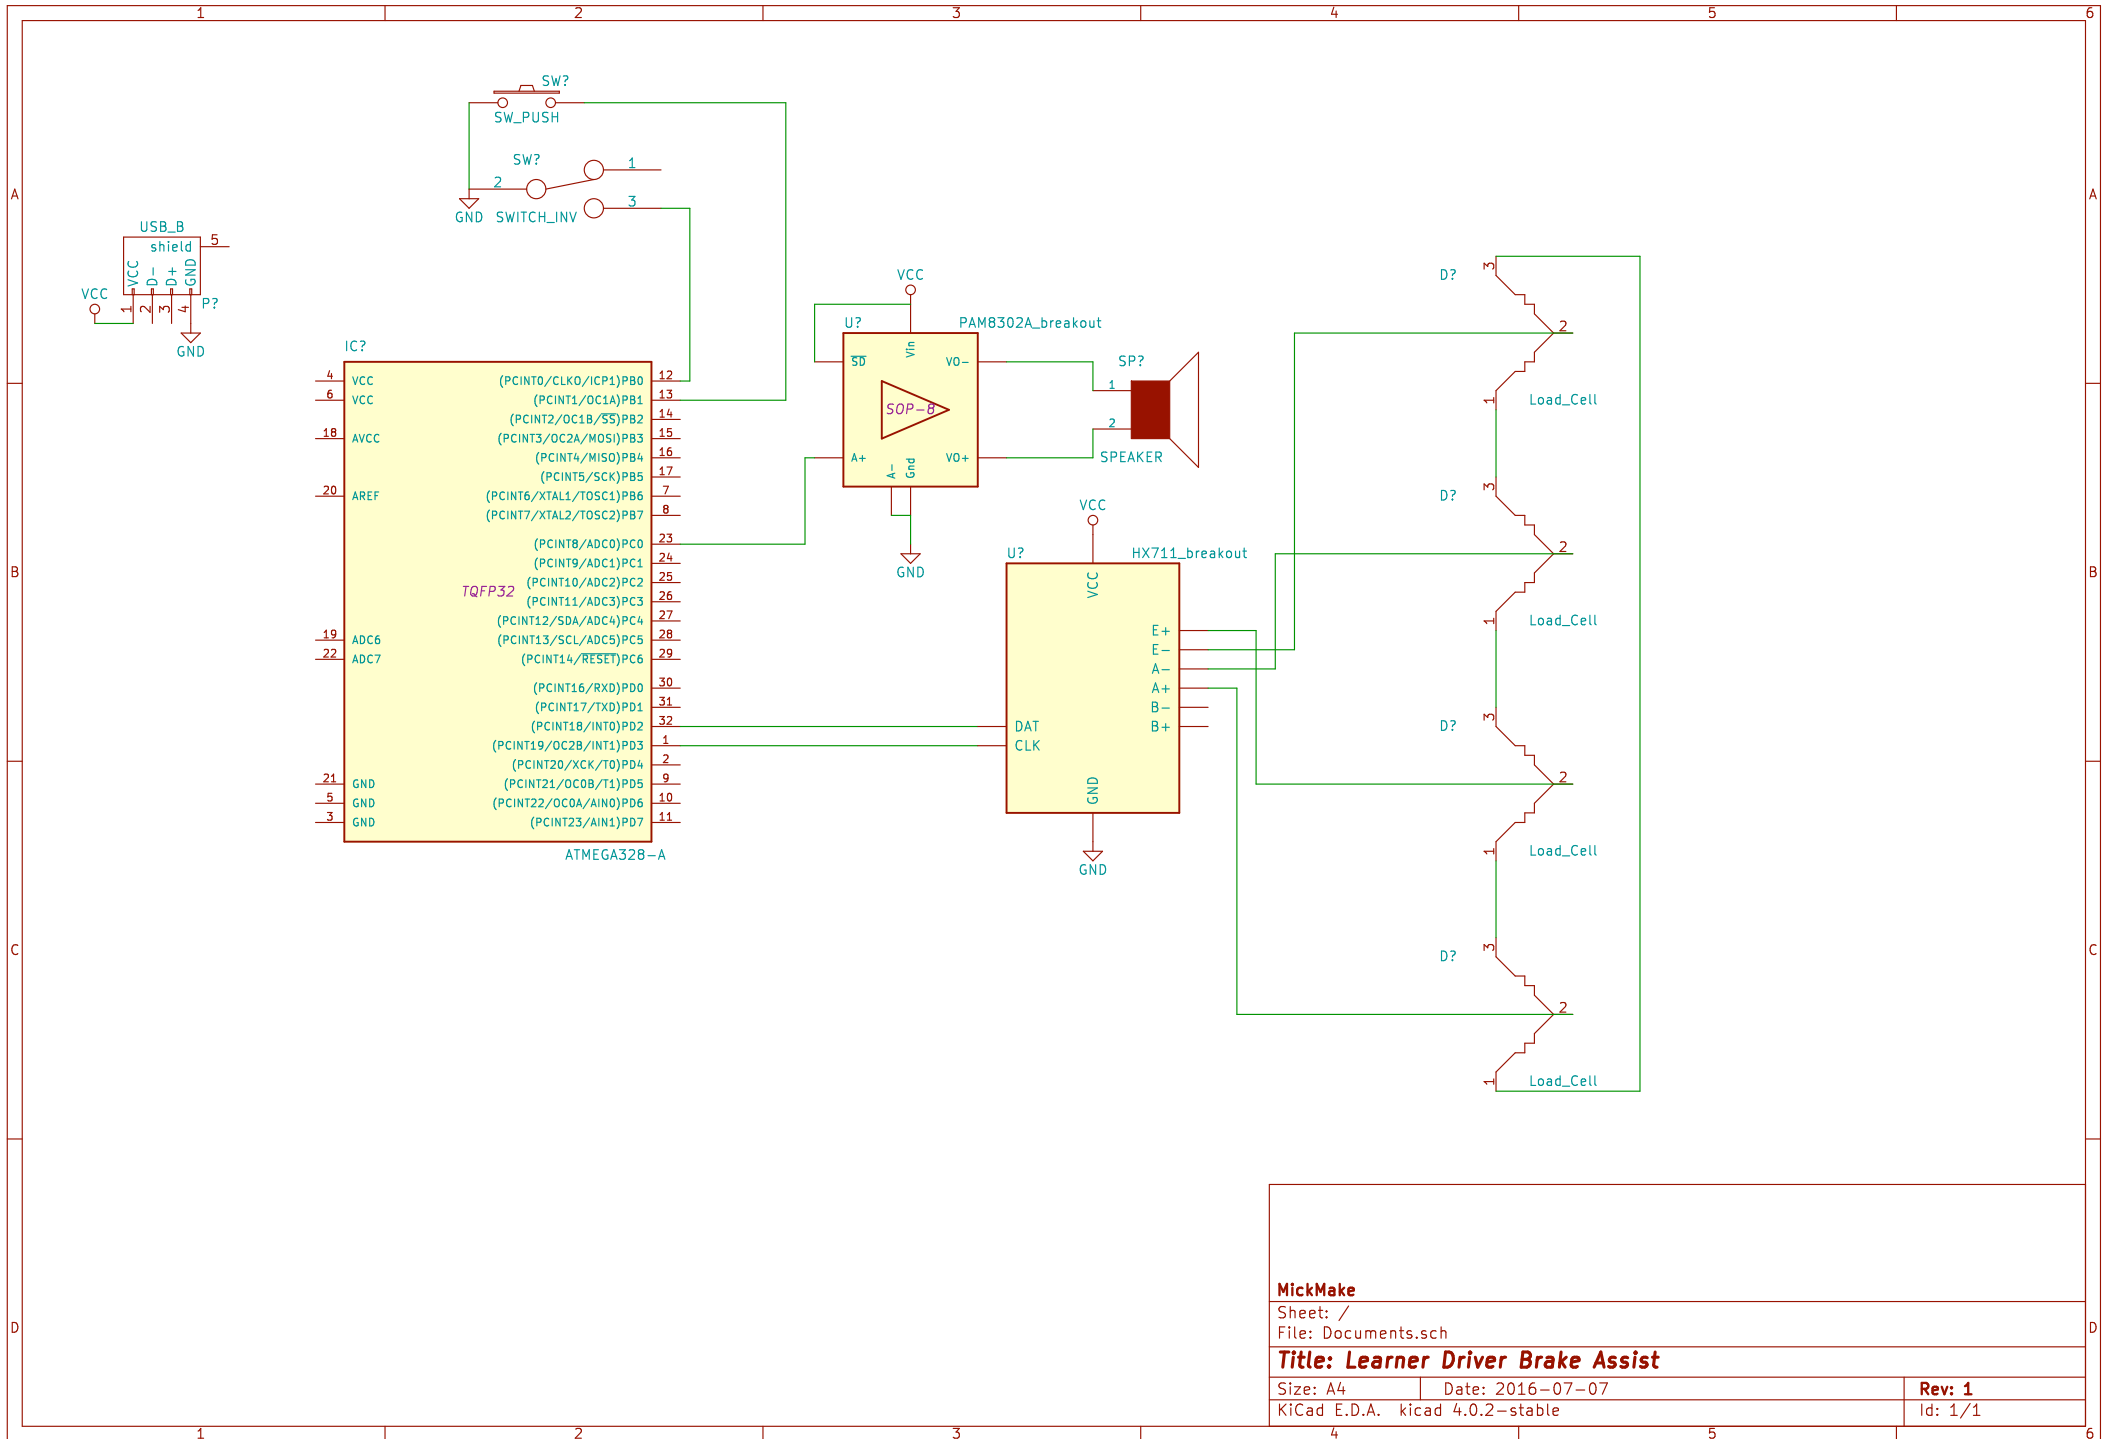 1 2 3 4 5 6
A A
B B
C C
D D
SW?
SW_PUSH
SW?
1
2
3
GND
SWITCH_INV
USB_B
shield 5
VCC D- D+ GND
1 2 3 4
P?
VCC
GND
IC?
4 VCC
6 VCC
18 AVCC
20 AREF
19 ADC6
22 ADC7
21 GND
5 GND
3 GND
TQFP32
(PCINT0/CLKO/ICP1)PB0 12
(PCINT1/OC1A)PB1 13
(PCINT2/OC1B/SS)PB2 14
(PCINT3/OC2A/MOSI)PB3 15
(PCINT4/MISO)PB4 16
(PCINT5/SCK)PB5 17
(PCINT6/XTAL1/TOSC1)PB6 7
(PCINT7/XTAL2/TOSC2)PB7 8
(PCINT8/ADC0)PC0 23
(PCINT9/ADC1)PC1 24
(PCINT10/ADC2)PC2 25
(PCINT11/ADC3)PC3 26
(PCINT12/SDA/ADC4)PC4 27
(PCINT13/SCL/ADC5)PC5 28
(PCINT14/RESET)PC6 29
(PCINT16/RXD)PD0 30
(PCINT17/TXD)PD1 31
(PCINT18/INT0)PD2 32
(PCINT19/OC2B/INT1)PD3 1
(PCINT20/XCK/T0)PD4 2
(PCINT21/OC0B/T1)PD5 9
(PCINT22/OC0A/AIN0)PD6 10
(PCINT23/AIN1)PD7 11
ATMEGA328-A
VCC
U?
PAM8302A_breakout
Vin
SD
VO-
SOP-8
A+
A-
Gnd
VO+
GND
SP?
1
2
SPEAKER
VCC
U?
HX711_breakout
VCC
E+
E-
A-
A+
B-
B+
DAT
CLK
GND
GND
D?
3
2
1
Load_Cell
D?
3
2
1
Load_Cell
D?
3
2
1
Load_Cell
D?
3
2
1
Load_Cell
MickMake
Sheet: /
File: Documents.sch
Title: Learner Driver Brake Assist
Size: A4 Date: 2016-07-07 Rev: 1
KiCad E.D.A. kicad 4.0.2-stable Id: 1/1
1 2 3 4 5 6